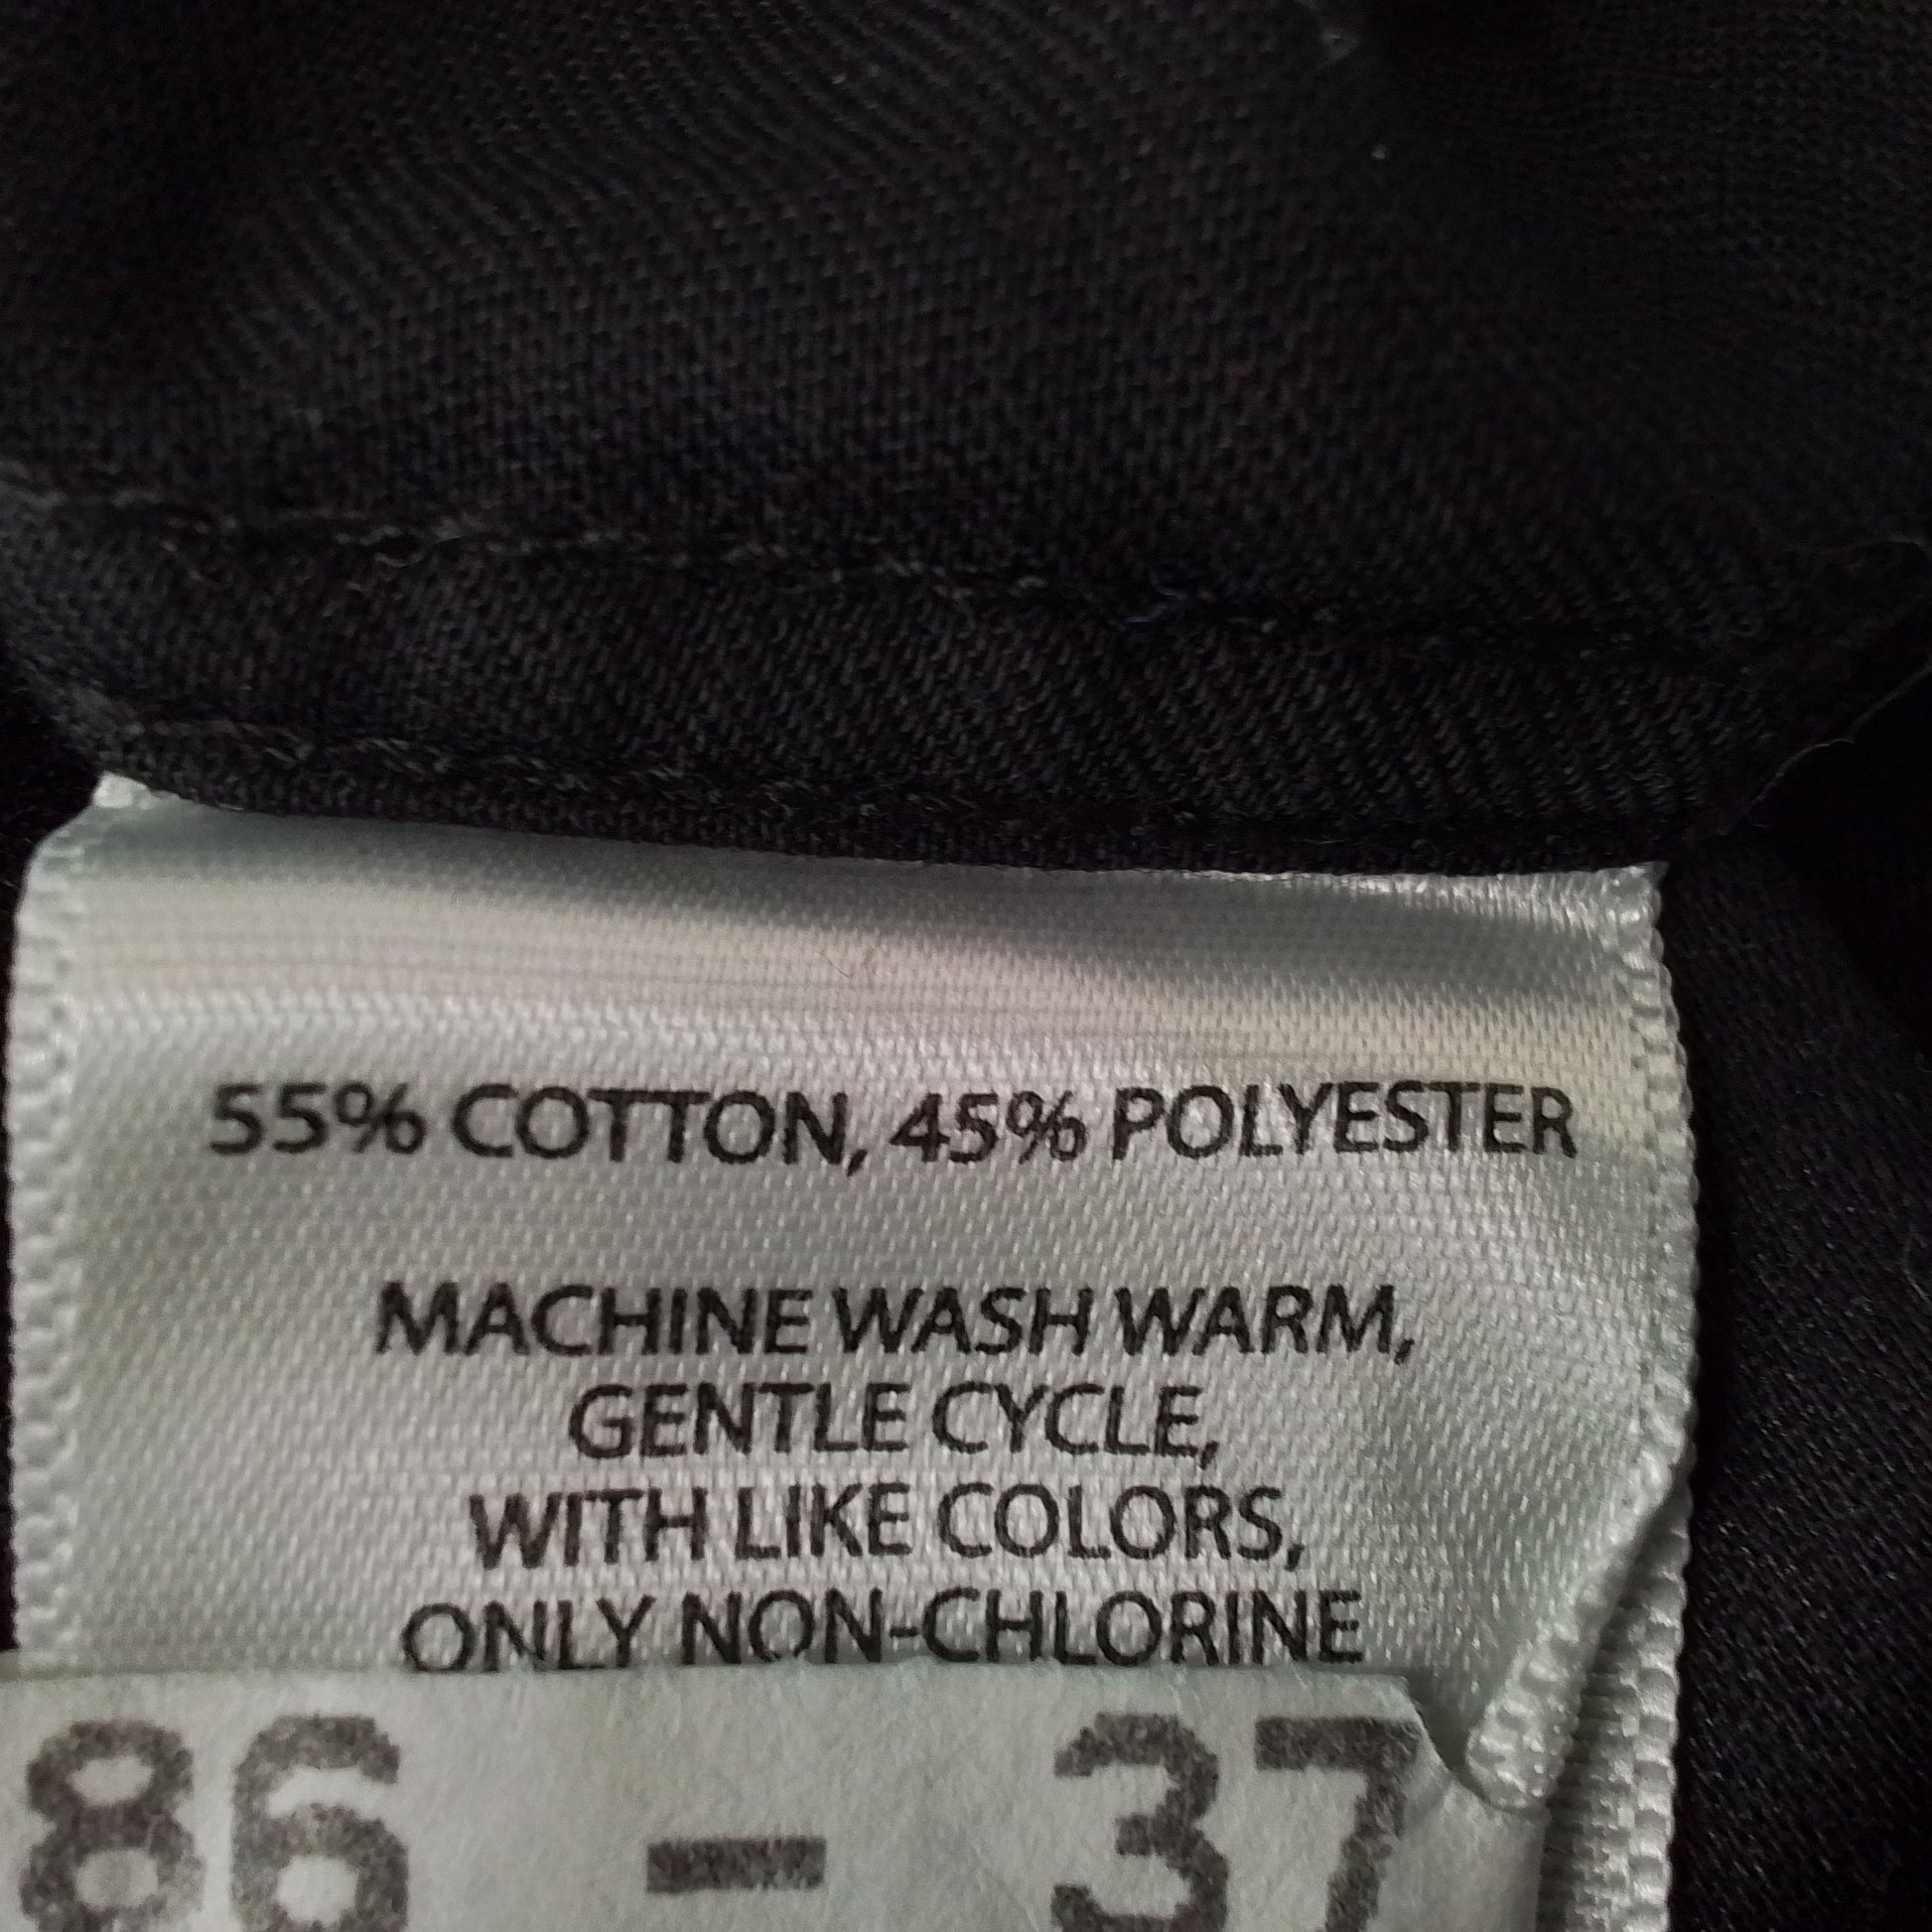 55% COTTON, 45% POLYESTER
MACHINE WASH WARM,
GENTLE CYCLE,
WITH LIKE COLORS,
ONLY NON-CHLORINE
86 - 37